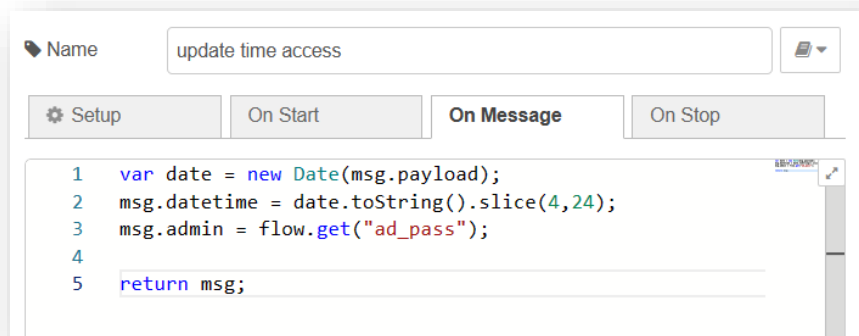 Name update time access
Setup On Start On Message On Stop
1 var date = new Date(msg.payload);
2 msg.datetime = date.toString().slice(4,24);
3 msg.admin = flow.get("ad_pass");
4
5 return msg;